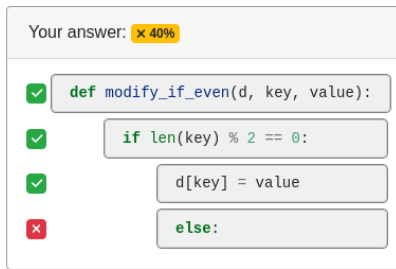 Your answer: × 40%
def modify_if_even(d, key, value):
if len(key) % 2 == 0:
d[key] = value
else: